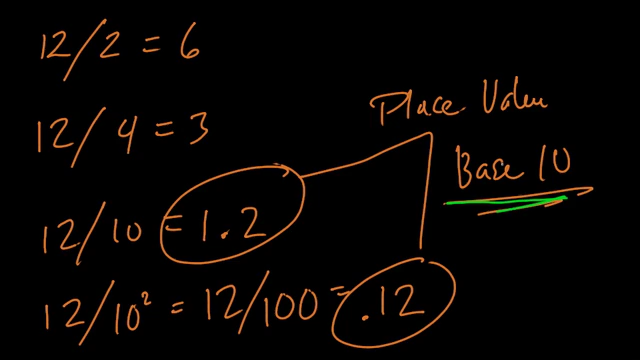 12/2 = 6
12/4 = 3
Place Value
Base 10
12/10 = 1.2
12/10² = 12/100 = .12